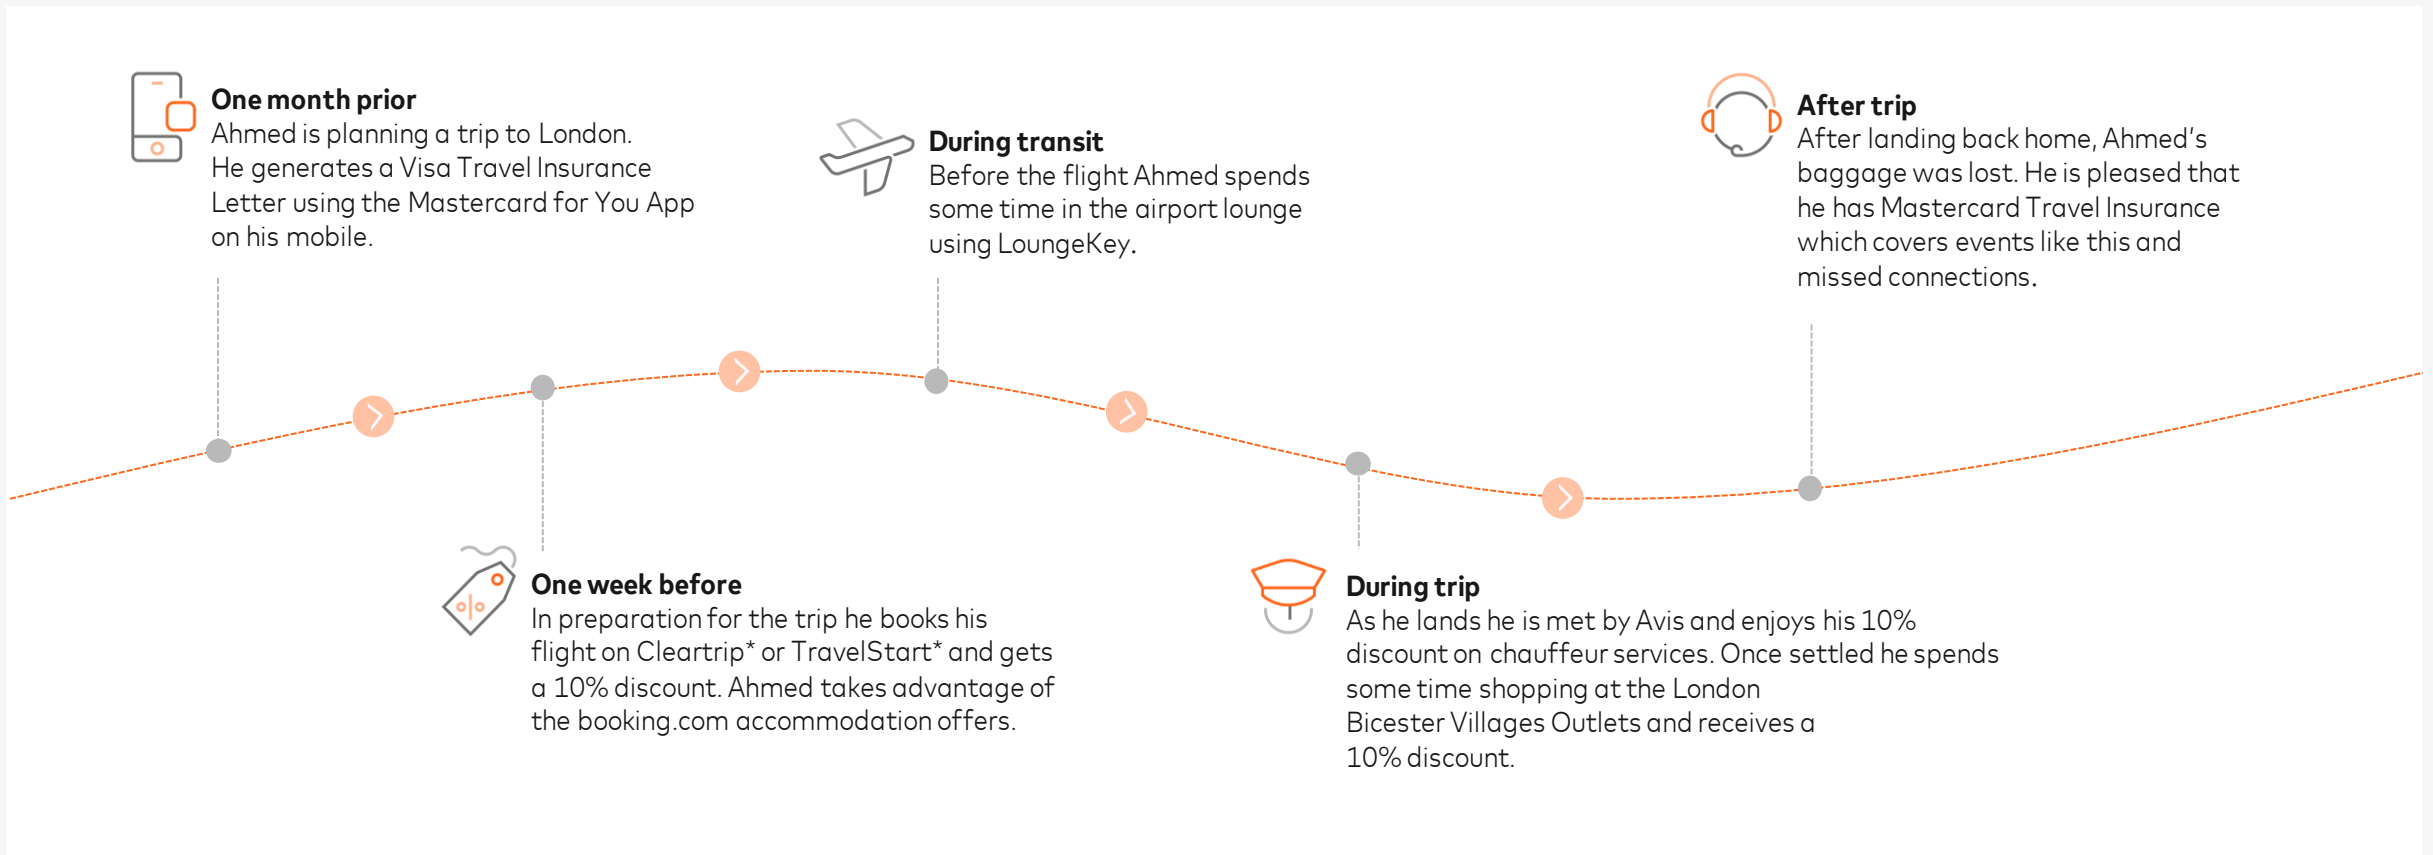 One month prior
Ahmed is planning a trip to London.
He generates a Visa Travel Insurance
Letter using the Mastercard for You App
on his mobile.
One week before
In preparation for the trip he books his
flight on Cleartrip* or TravelStart* and gets
a 10% discount. Ahmed takes advantage of
the booking.com accommodation offers.
During transit
Before the flight Ahmed spends
some time in the airport lounge
using LoungeKey.
During trip
As he lands he is met by Avis and enjoys his 10%
discount on chauffeur services. Once settled he spends
some time shopping at the London
Bicester Villages Outlets and receives a
10% discount.
After trip
After landing back home, Ahmed’s
baggage was lost. He is pleased that
he has Mastercard Travel Insurance
which covers events like this and
missed connections.